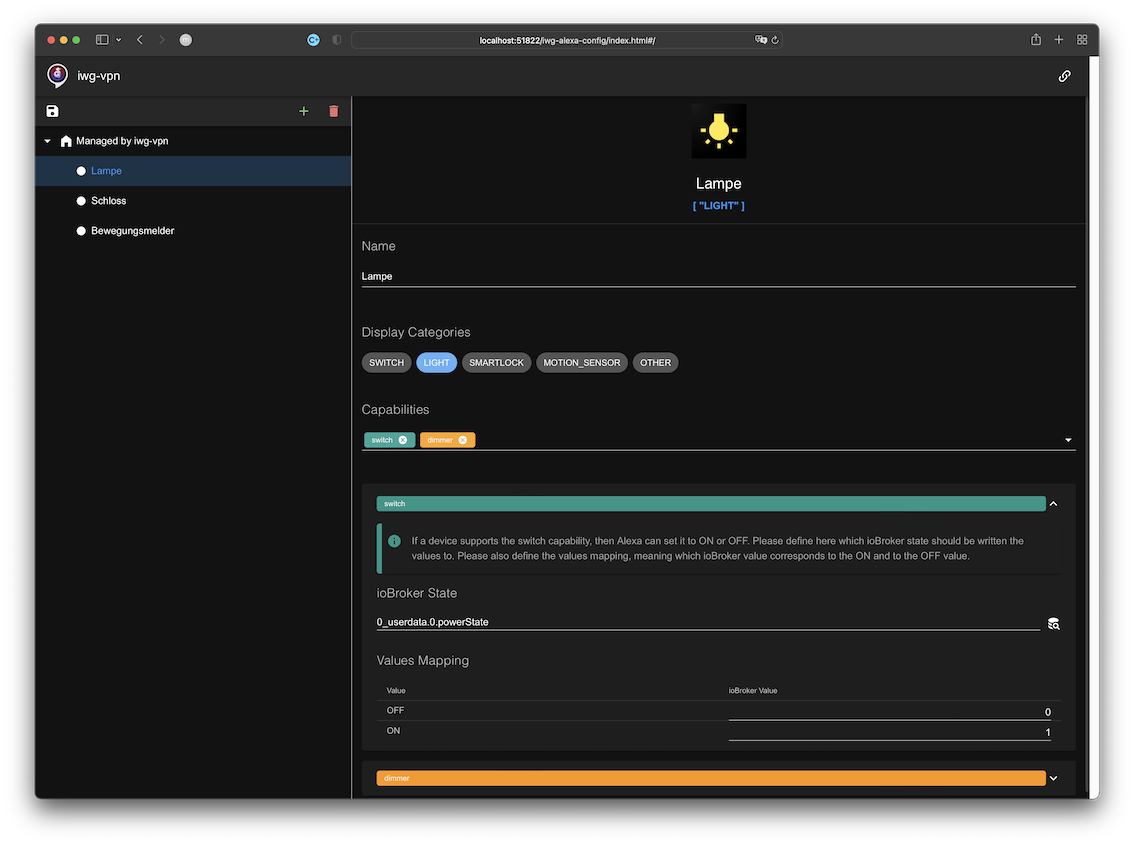 localhost:51822/iwg-alexa-config/index.html#/
iwg-vpn
Managed by iwg-vpn
Lampe
Schloss
Bewegungsmelder
Lampe
[ "LIGHT" ]
Name
Lampe
Display Categories
SWITCH LIGHT SMARTLOCK MOTION_SENSOR OTHER
Capabilities
switch dimmer
switch
If a device supports the switch capability, then Alexa can set it to ON or OFF. Please define here which ioBroker state should be written the
values to. Please also define the values mapping, meaning which ioBroker value corresponds to the ON and to the OFF value.
ioBroker State
0_userdata.0.powerState
Values Mapping
Value ioBroker Value
OFF 0
ON 1
dimmer